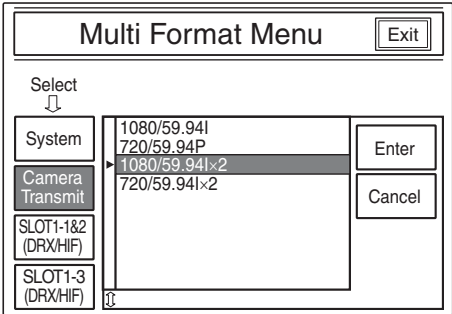 Multi Format Menu
Exit
Select
System
Camera
Transmit
SLOT1-1&2
(DRX/HIF)
SLOT1-3
(DRX/HIF)
1080/59.94I
720/59.94P
1080/59.94I×2
720/59.94I×2
Enter
Cancel